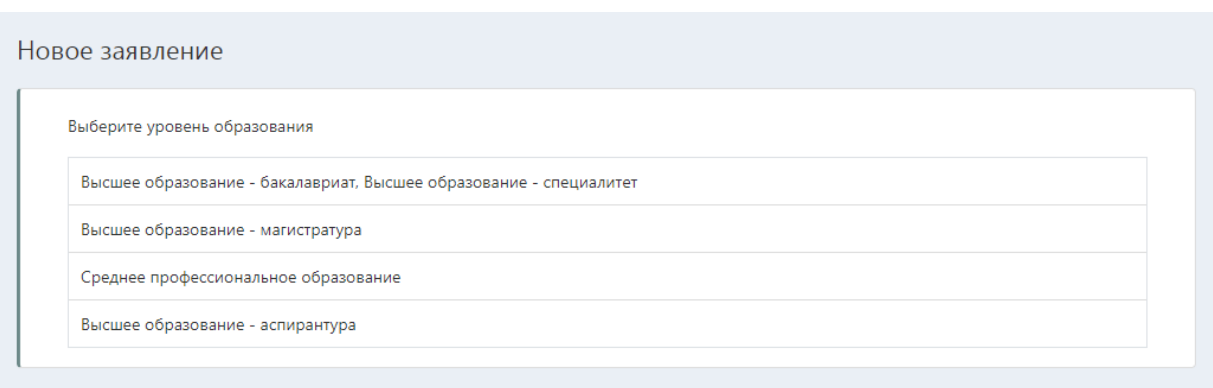 Новое заявление
Выберите уровень образования
Высшее образование - бакалавриат, Высшее образование - специалитет
Высшее образование - магистратура
Среднее профессиональное образование
Высшее образование - аспирантура